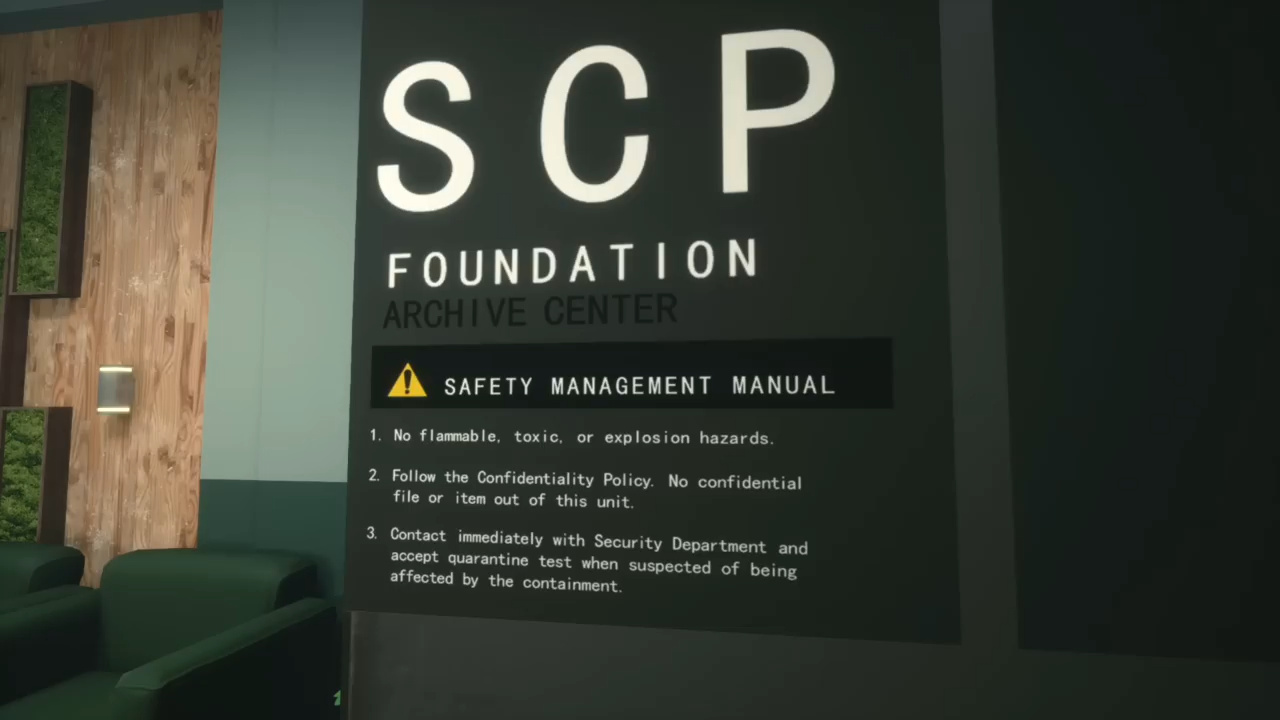 SCP
FOUNDATION
ARCHIVE CENTER
SAFETY MANAGEMENT MANUAL
1. No flammable, toxic, or explosion hazards.
2. Follow the Confidentiality Policy. No confidential
file or item out of this unit.
3. Contact immediately with Security Department and
accept quarantine test when suspected of being
affected by the containment.